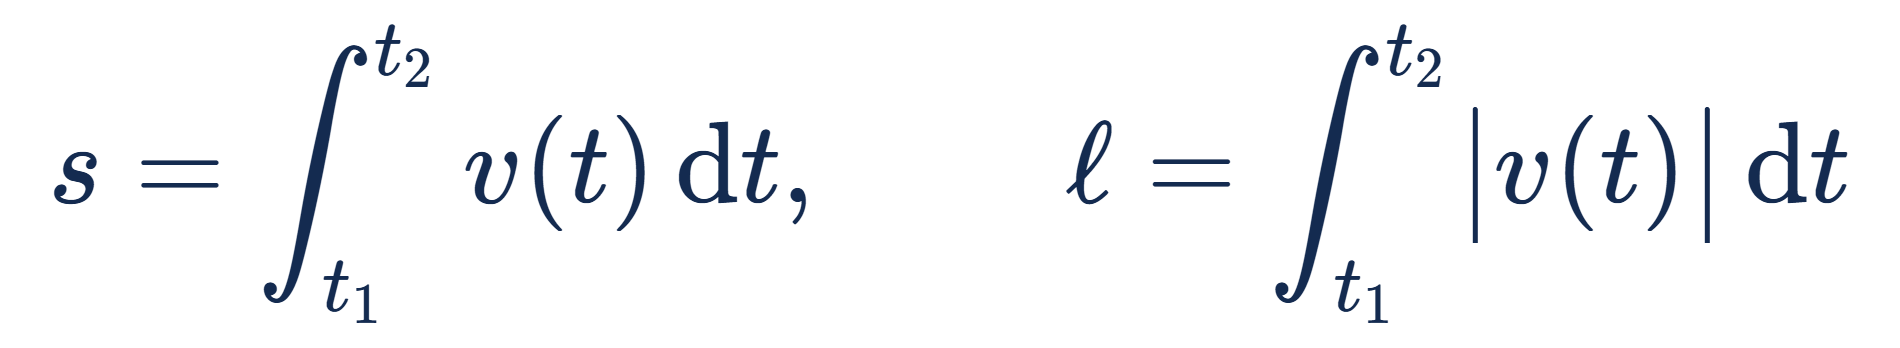 s = ∫_{t_1}^{t_2} v(t) dt, ℓ = ∫_{t_1}^{t_2} |v(t)| dt